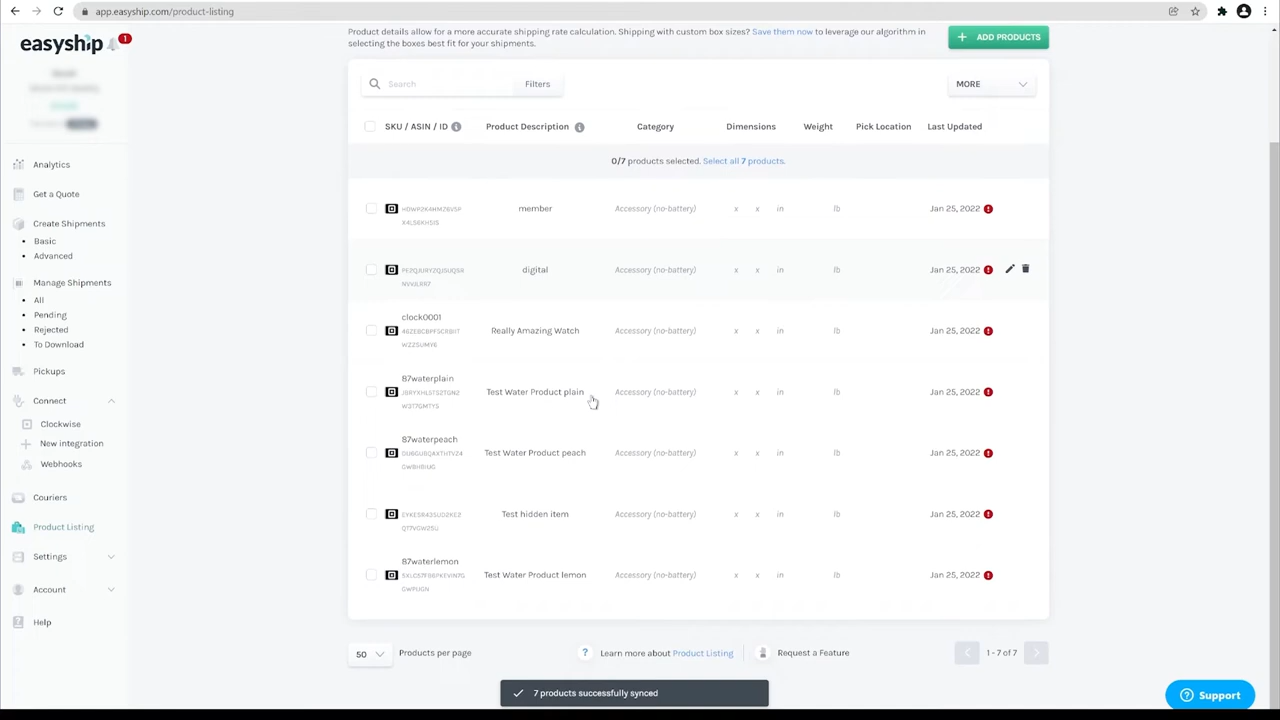 app.easyship.com/product-listing
easyship
1
Product details allow for a more accurate shipping rate calculation. Shipping with custom box sizes? Save them now to leverage our algorithm in
selecting the boxes best fit for your shipments.
+ ADD PRODUCTS
Search
Filters
MORE
SKU / ASIN / ID
Product Description
Category
Dimensions
Weight
Pick Location
Last Updated
0/7 products selected. Select all 7 products.
member
Accessory (no-battery)
x x in
lb
Jan 25, 2022
digital
Accessory (no-battery)
x x in
lb
Jan 25, 2022
clock0001
Really Amazing Watch
Accessory (no-battery)
x x in
lb
Jan 25, 2022
87waterplain
Test Water Product plain
Accessory (no-battery)
x x in
lb
Jan 25, 2022
87waterpeach
Test Water Product peach
Accessory (no-battery)
x x in
lb
Jan 25, 2022
Test hidden item
Accessory (no-battery)
x x in
lb
Jan 25, 2022
87waterlemon
Test Water Product lemon
Accessory (no-battery)
x x in
lb
Jan 25, 2022
50
Products per page
? Learn more about Product Listing
Request a Feature
1 - 7 of 7
7 products successfully synced
? Support
Analytics
Get a Quote
Create Shipments
Basic
Advanced
Manage Shipments
All
Pending
Rejected
To Download
Pickups
Connect
Clockwise
New integration
Webhooks
Couriers
Product Listing
Settings
Account
Help